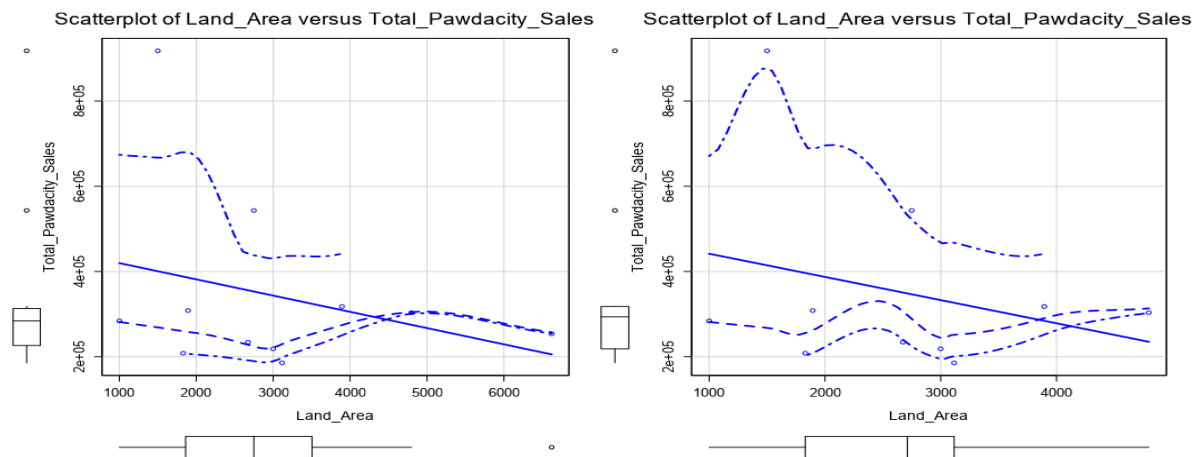 Scatterplot of Land_Area versus Total_Pawdacity_Sales
Total_Pawdacity_Sales
8e+05
6e+05
4e+05
2e+05
1000 2000 3000 4000 5000 6000
Land_Area
Scatterplot of Land_Area versus Total_Pawdacity_Sales
Total_Pawdacity_Sales
8e+05
6e+05
4e+05
2e+05
1000 2000 3000 4000
Land_Area